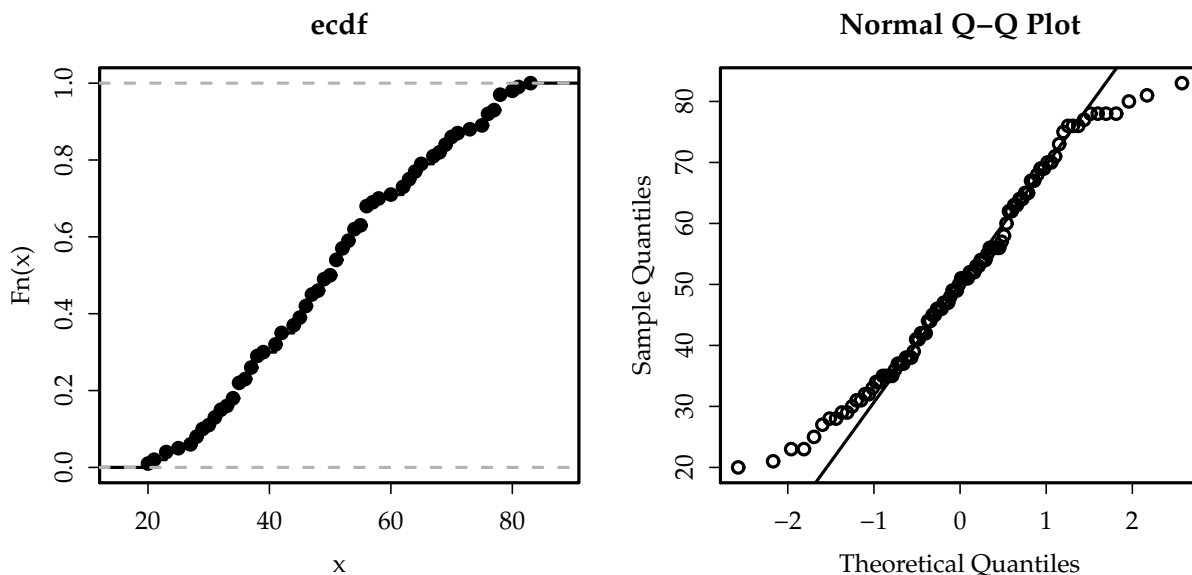 ecdf
Fn(x)
1.0
0.8
0.6
0.4
0.2
0.0
20 40 60 80
x
Normal Q−Q Plot
Sample Quantiles
80
70
60
50
40
30
20
−2 −1 0 1 2
Theoretical Quantiles